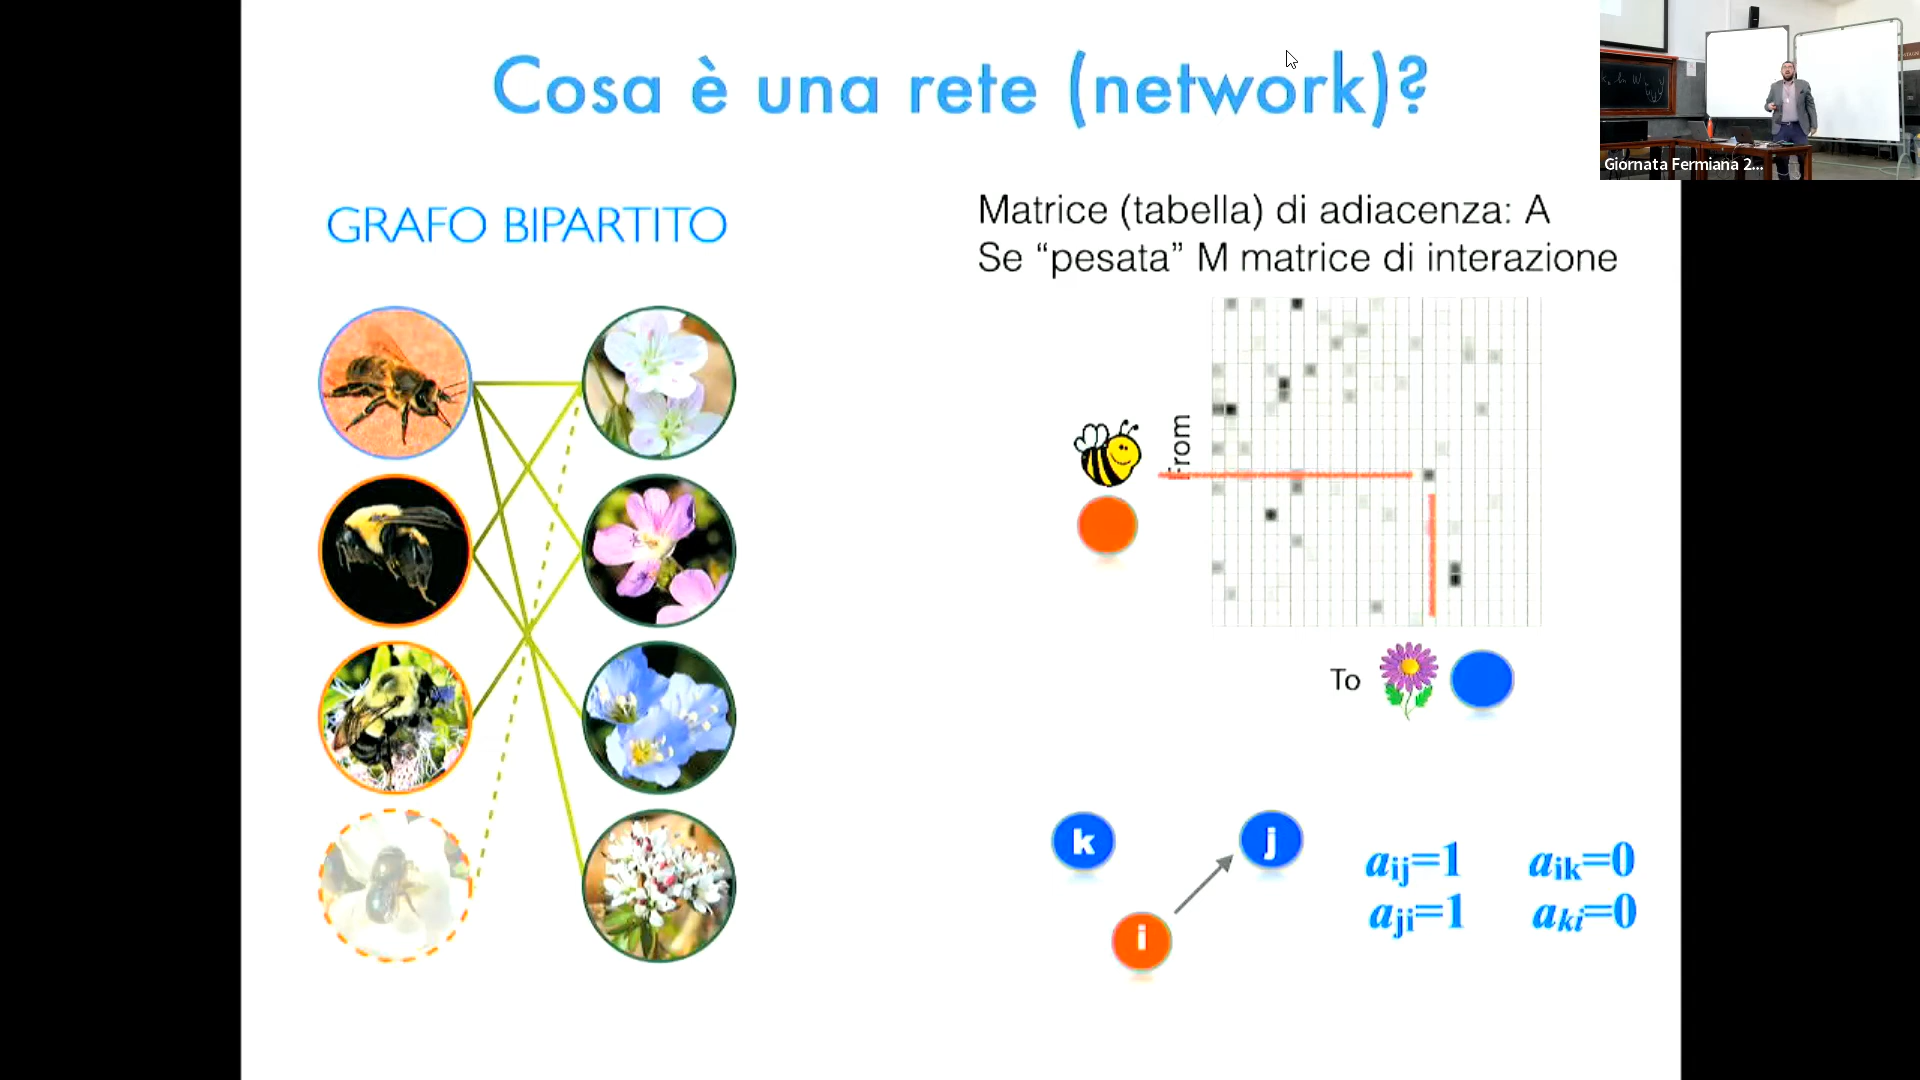 Cosa è una rete (network)?
Giornata Fermiana 2...
GRAFO BIPARTITO
Matrice (tabella) di adiacenza: A
Se “pesata” M matrice di interazione
From
To
k
j
i
aij=1 aik=0
aji=1 aki=0